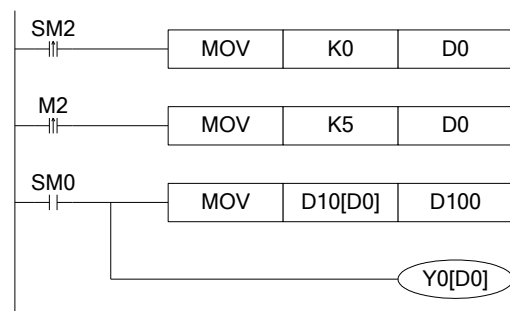 SM2
MOV K0 D0
M2
MOV K5 D0
SM0
MOV D10[D0] D100
Y0[D0]